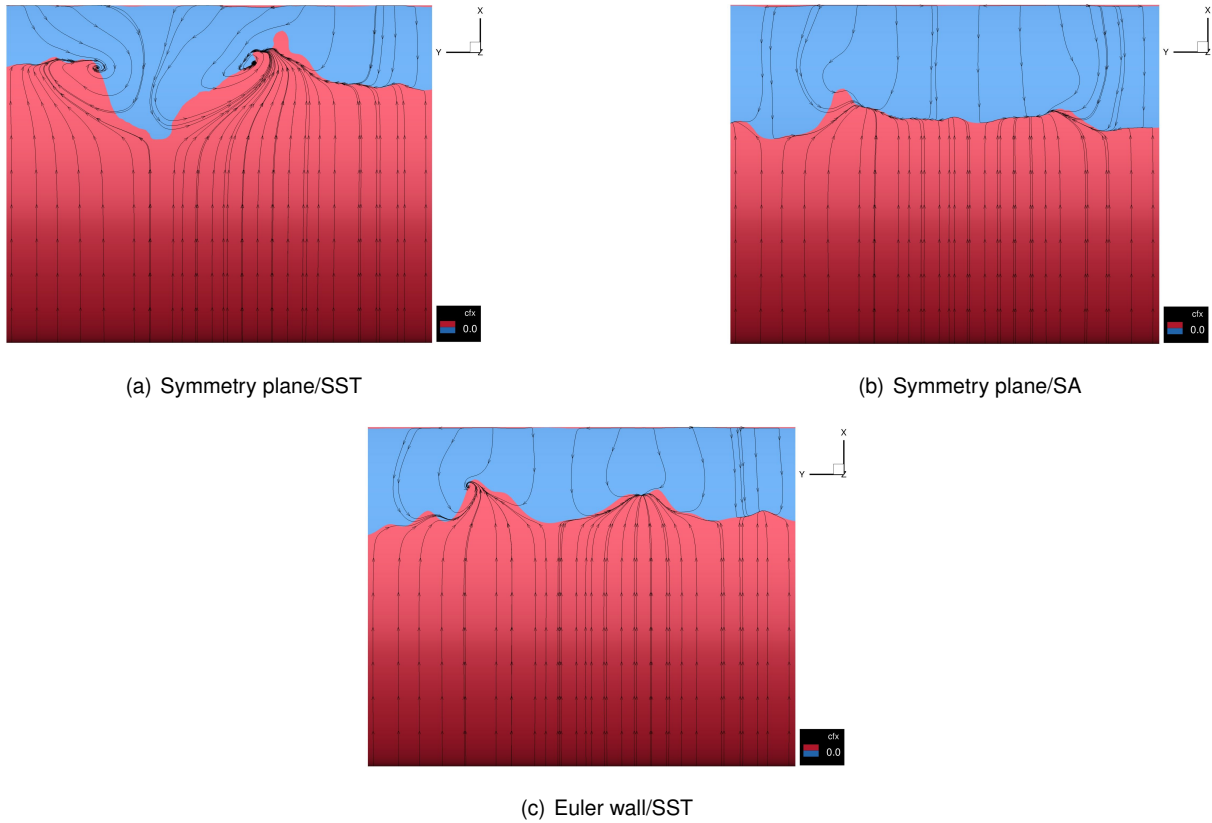 X
Y
Z
cfx
0.0
(a) Symmetry plane/SST
X
Y
Z
cfx
0.0
(b) Symmetry plane/SA
X
Y
Z
cfx
0.0
(c) Euler wall/SST